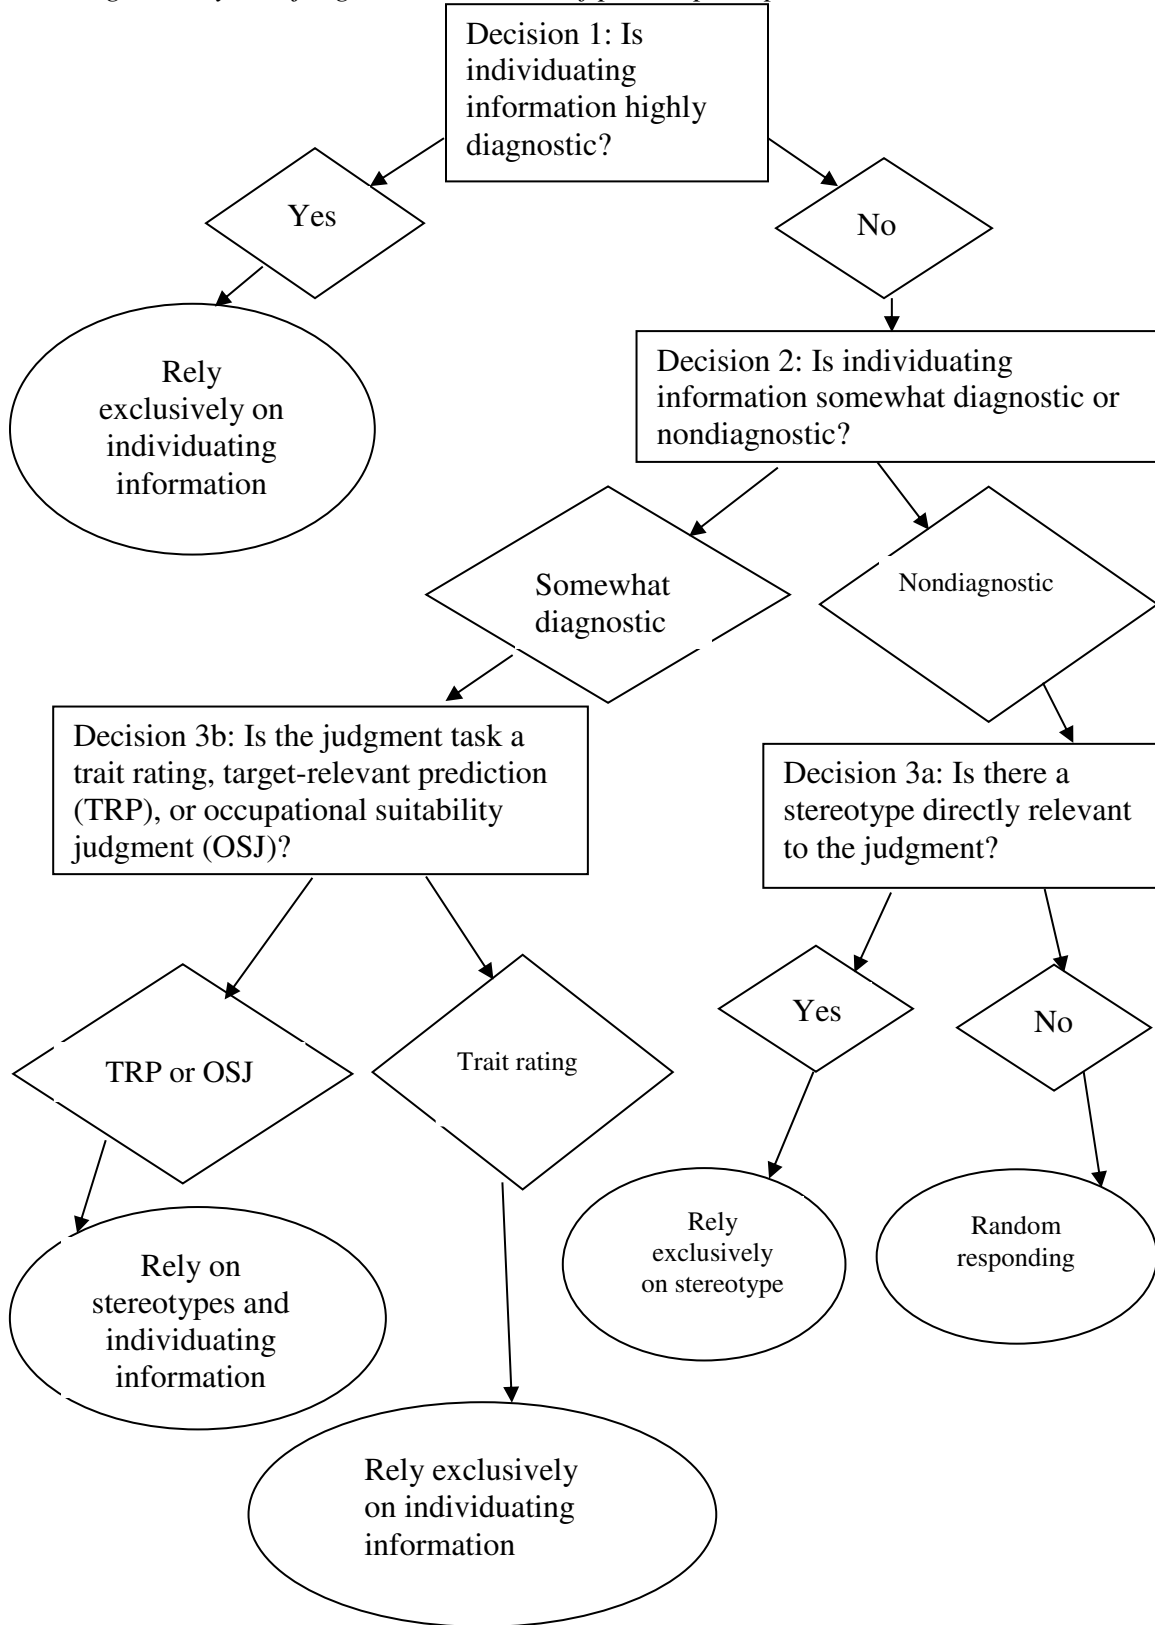 Decision 1: Is
individuating
information highly
diagnostic?
Yes
No
Rely
exclusively on
individuating
information
Decision 2: Is individuating
information somewhat diagnostic or
nondiagnostic?
Somewhat
diagnostic
Nondiagnostic
Decision 3b: Is the judgment task a
trait rating, target-relevant prediction
(TRP), or occupational suitability
judgment (OSJ)?
Decision 3a: Is there a
stereotype directly relevant
to the judgment?
TRP or OSJ
Trait rating
Yes
No
Rely on
stereotypes and
individuating
information
Rely exclusively
on individuating
information
Rely
exclusively
on stereotype
Random
responding